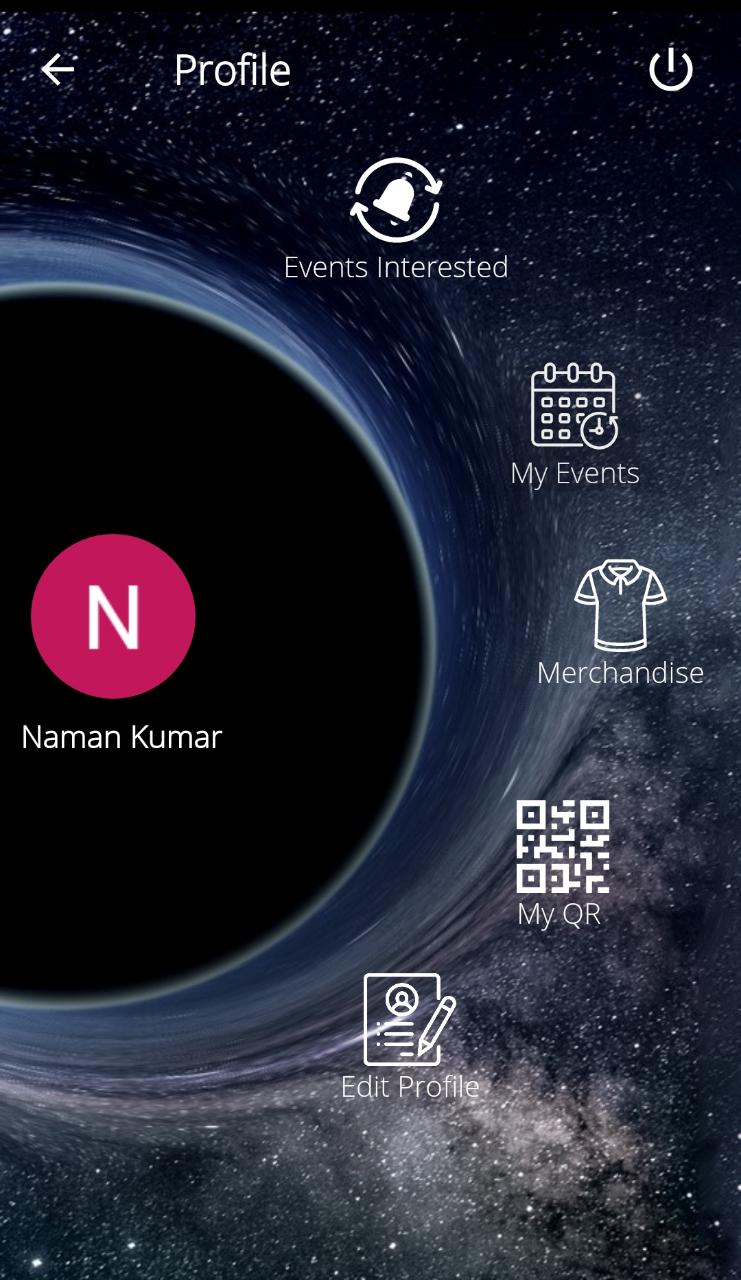 Profile
Events Interested
My Events
Merchandise
N
Naman Kumar
My QR
Edit Profile